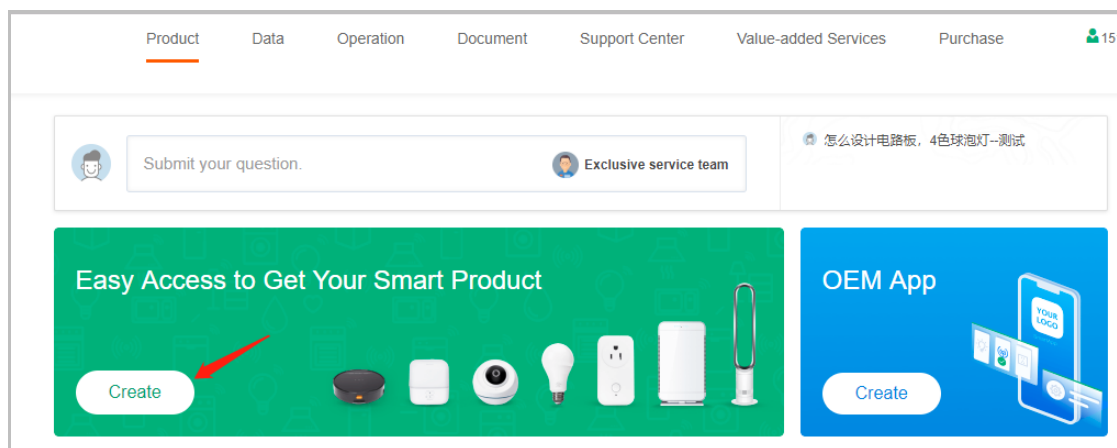 Product Data Operation Document Support Center Value-added Services Purchase 15
Submit your question.
Exclusive service team
怎么设计电路板，4色球泡灯--测试
Easy Access to Get Your Smart Product
Create
OEM App
YOUR
LOGO
Create